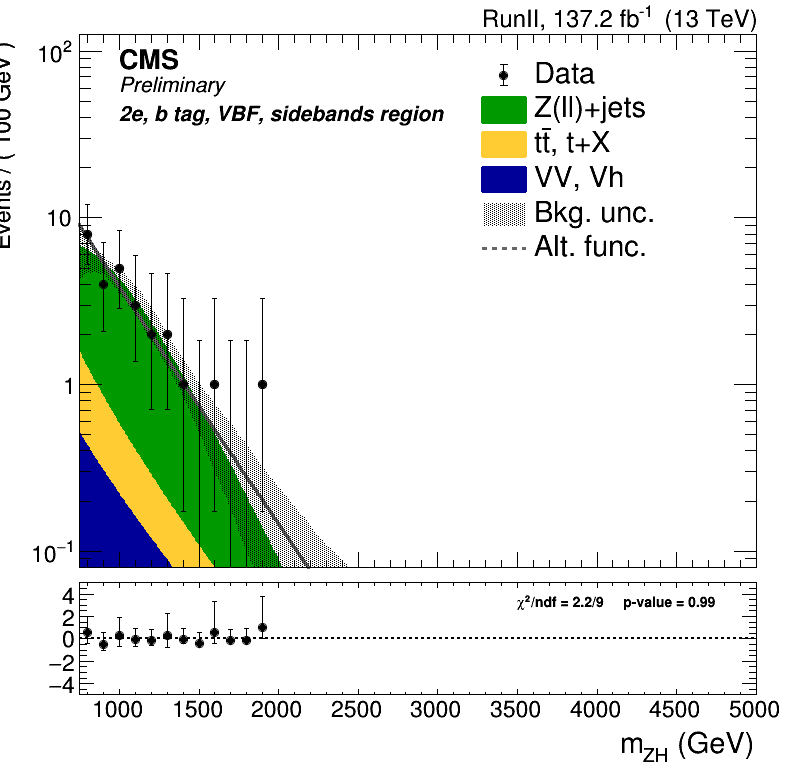 RunII, 137.2 fb⁻¹ (13 TeV)
CMS
Preliminary
2e, b tag, VBF, sidebands region
Data
Z(ll)+jets
tt̄, t+X
VV, Vh
Bkg. unc.
Alt. func.
Events / ( 100 GeV )
10²
10
1
10⁻¹
χ²/ndf = 2.2/9 p-value = 0.99
4
2
0
−2
−4
1000 1500 2000 2500 3000 3500 4000 4500 5000
m_ZH (GeV)